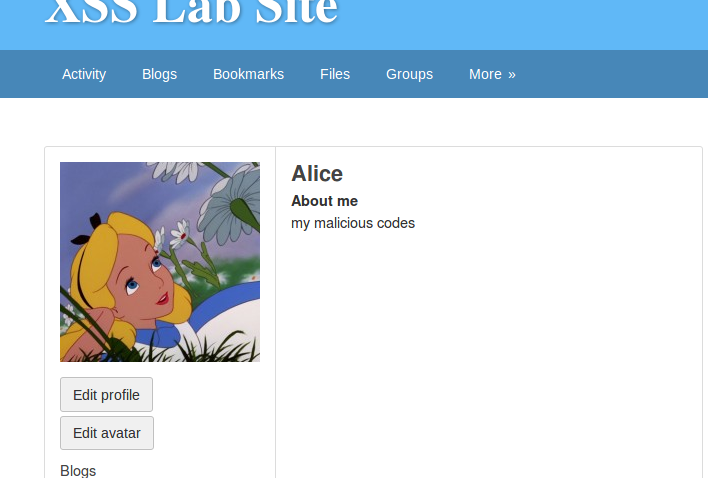 XSS Lab Site
Activity Blogs Bookmarks Files Groups More »
Alice
About me
my malicious codes
Edit profile
Edit avatar
Blogs